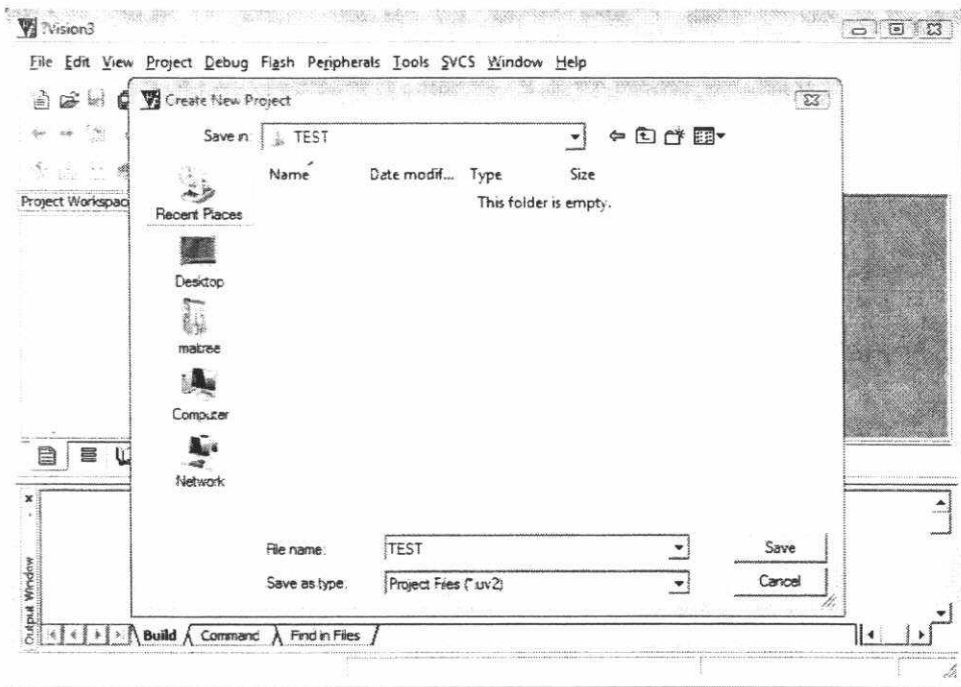 ?Vision3
File Edit View Project Debug Flash Peripherals Tools SVCS Window Help
Create New Project
Save in: TEST
Name Date modif... Type Size
This folder is empty.
Project Workspac
Recent Places
Desktop
matree
Computer
Network
File name: TEST
Save as type: Project Files (*.uv2)
Save
Cancel
Output Window
Build Command Find in Files